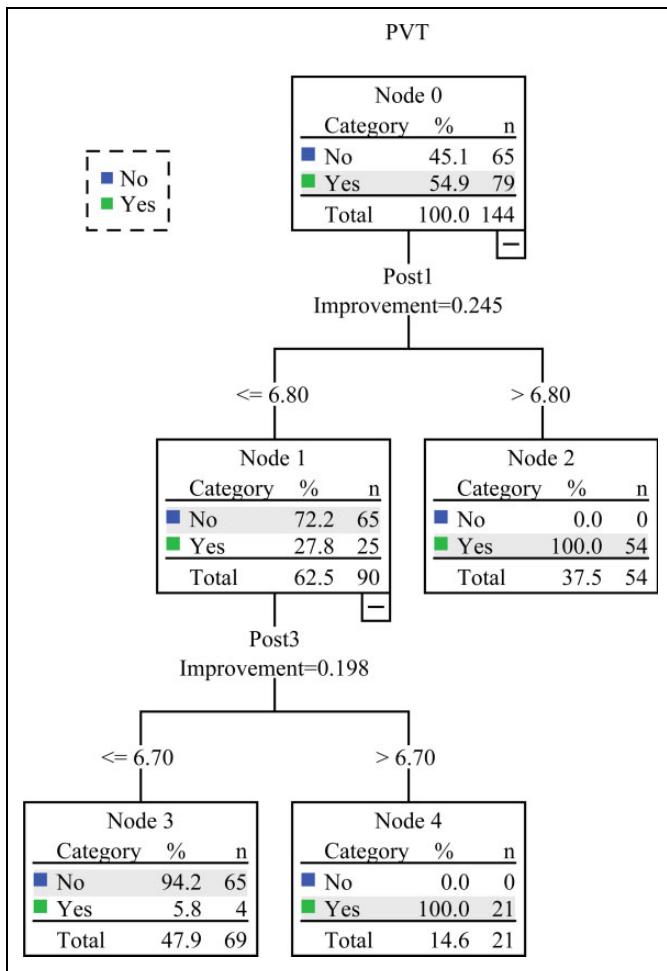 PVT
Node 0
Category % n
No 45.1 65
Yes 54.9 79
Total 100.0 144
No
Yes
Post1
Improvement=0.245
<= 6.80
> 6.80
Node 1
Category % n
No 72.2 65
Yes 27.8 25
Total 62.5 90
Node 2
Category % n
No 0.0 0
Yes 100.0 54
Total 37.5 54
Post3
Improvement=0.198
<= 6.70
> 6.70
Node 3
Category % n
No 94.2 65
Yes 5.8 4
Total 47.9 69
Node 4
Category % n
No 0.0 0
Yes 100.0 21
Total 14.6 21